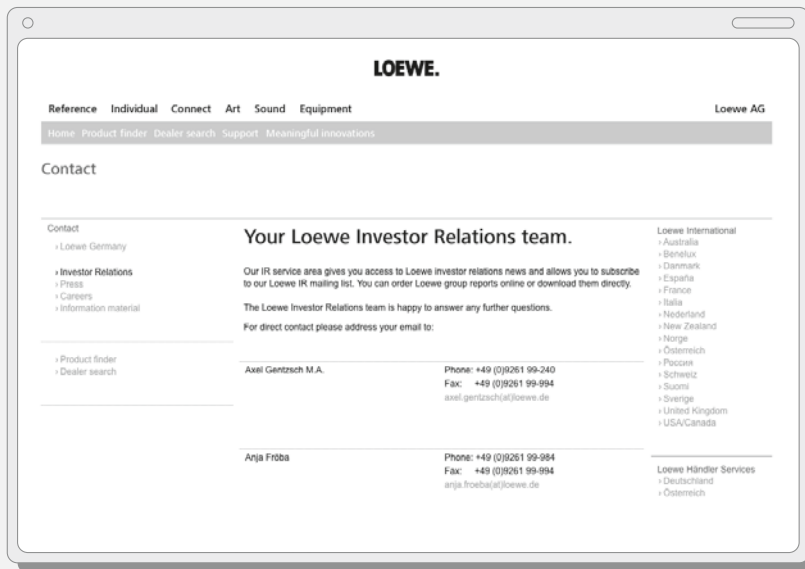 LOEWE.
Reference Individual Connect Art Sound Equipment Loewe AG
Home Product finder Dealer search Support Meaningful innovations
Contact
Contact
› Loewe Germany
› Investor Relations
› Press
› Careers
› Information material
› Product finder
› Dealer search
Your Loewe Investor Relations team.
Our IR service area gives you access to Loewe investor relations news and allows you to subscribe
to our Loewe IR mailing list. You can order Loewe group reports online or download them directly.
The Loewe Investor Relations team is happy to answer any further questions.
For direct contact please address your email to:
Axel Gentzsch M.A.
Phone: +49 (0)9261 99-240
Fax: +49 (0)9261 99-994
axel.gentzsch(at)loewe.de
Anja Fröba
Phone: +49 (0)9261 99-984
Fax: +49 (0)9261 99-994
anja.froeba(at)loewe.de
Loewe International
› Australia
› Benelux
› Danmark
› España
› France
› Italia
› Nederland
› New Zealand
› Norge
› Österreich
› Россия
› Schweiz
› Suomi
› Sverige
› United Kingdom
› USA/Canada
Loewe Händler Services
› Deutschland
› Österreich